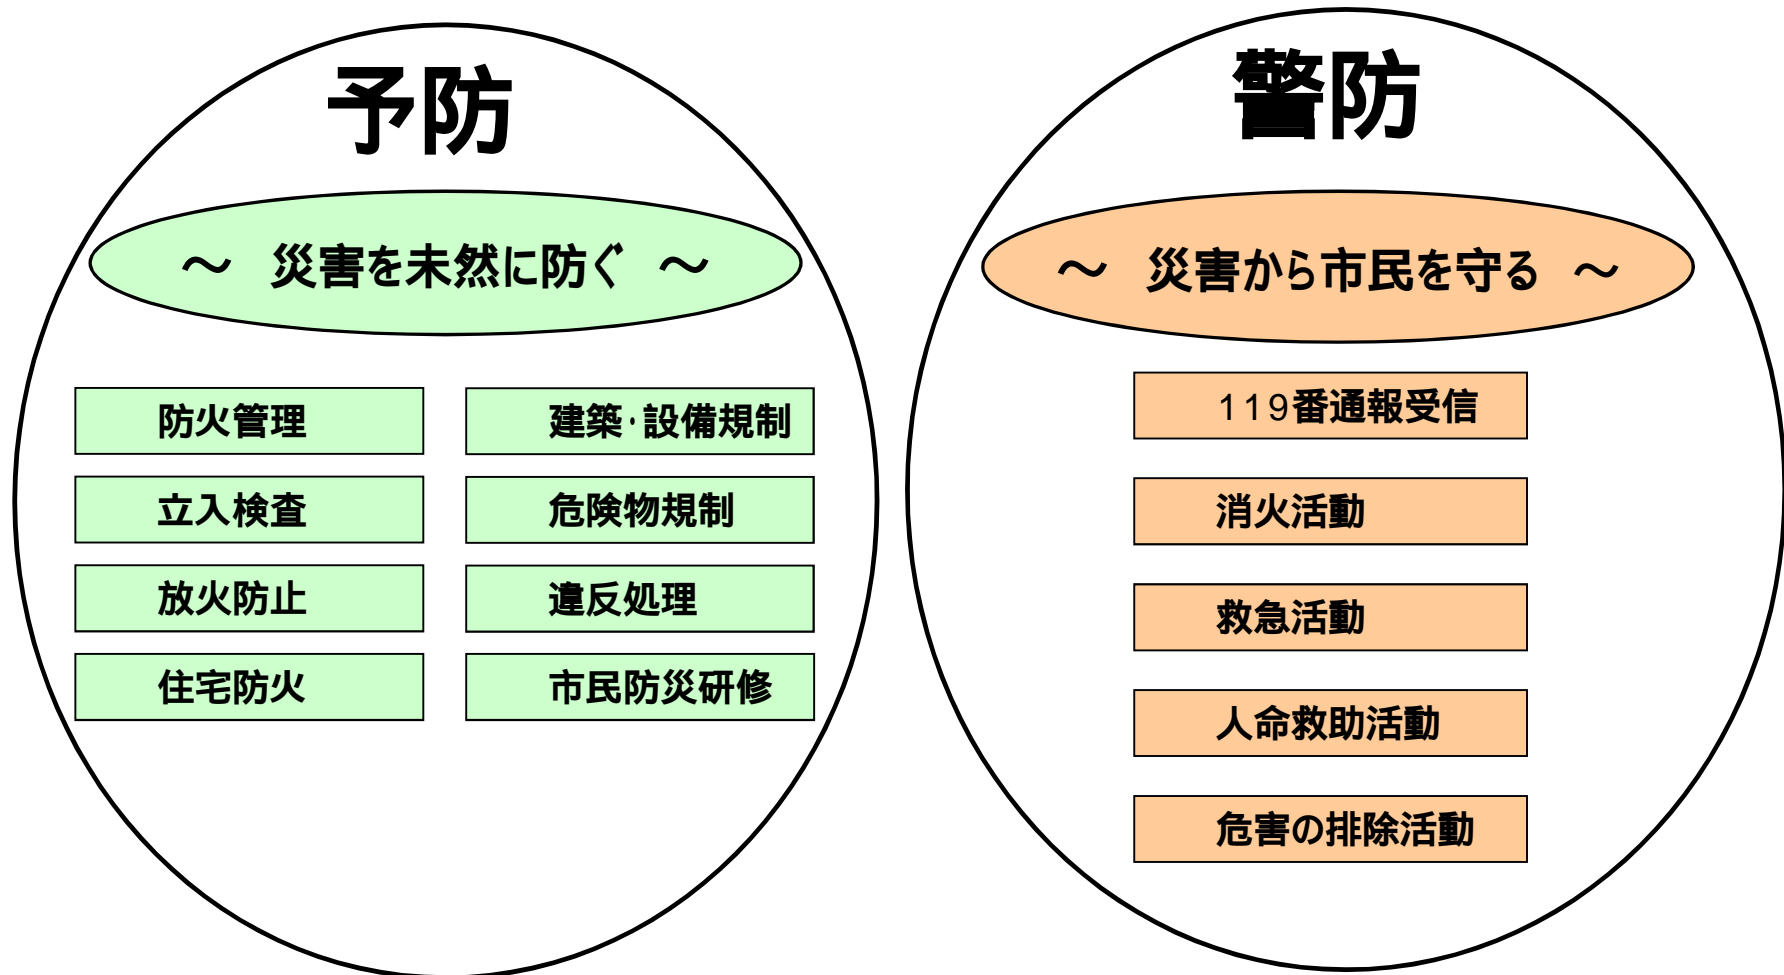 予防
～ 災害を未然に防ぐ ～
防火管理
立入検査
放火防止
住宅防火
建築・設備規制
危険物規制
違反処理
市民防災研修
警防
～ 災害から市民を守る ～
119番通報受信
消火活動
救急活動
人命救助活動
危害の排除活動